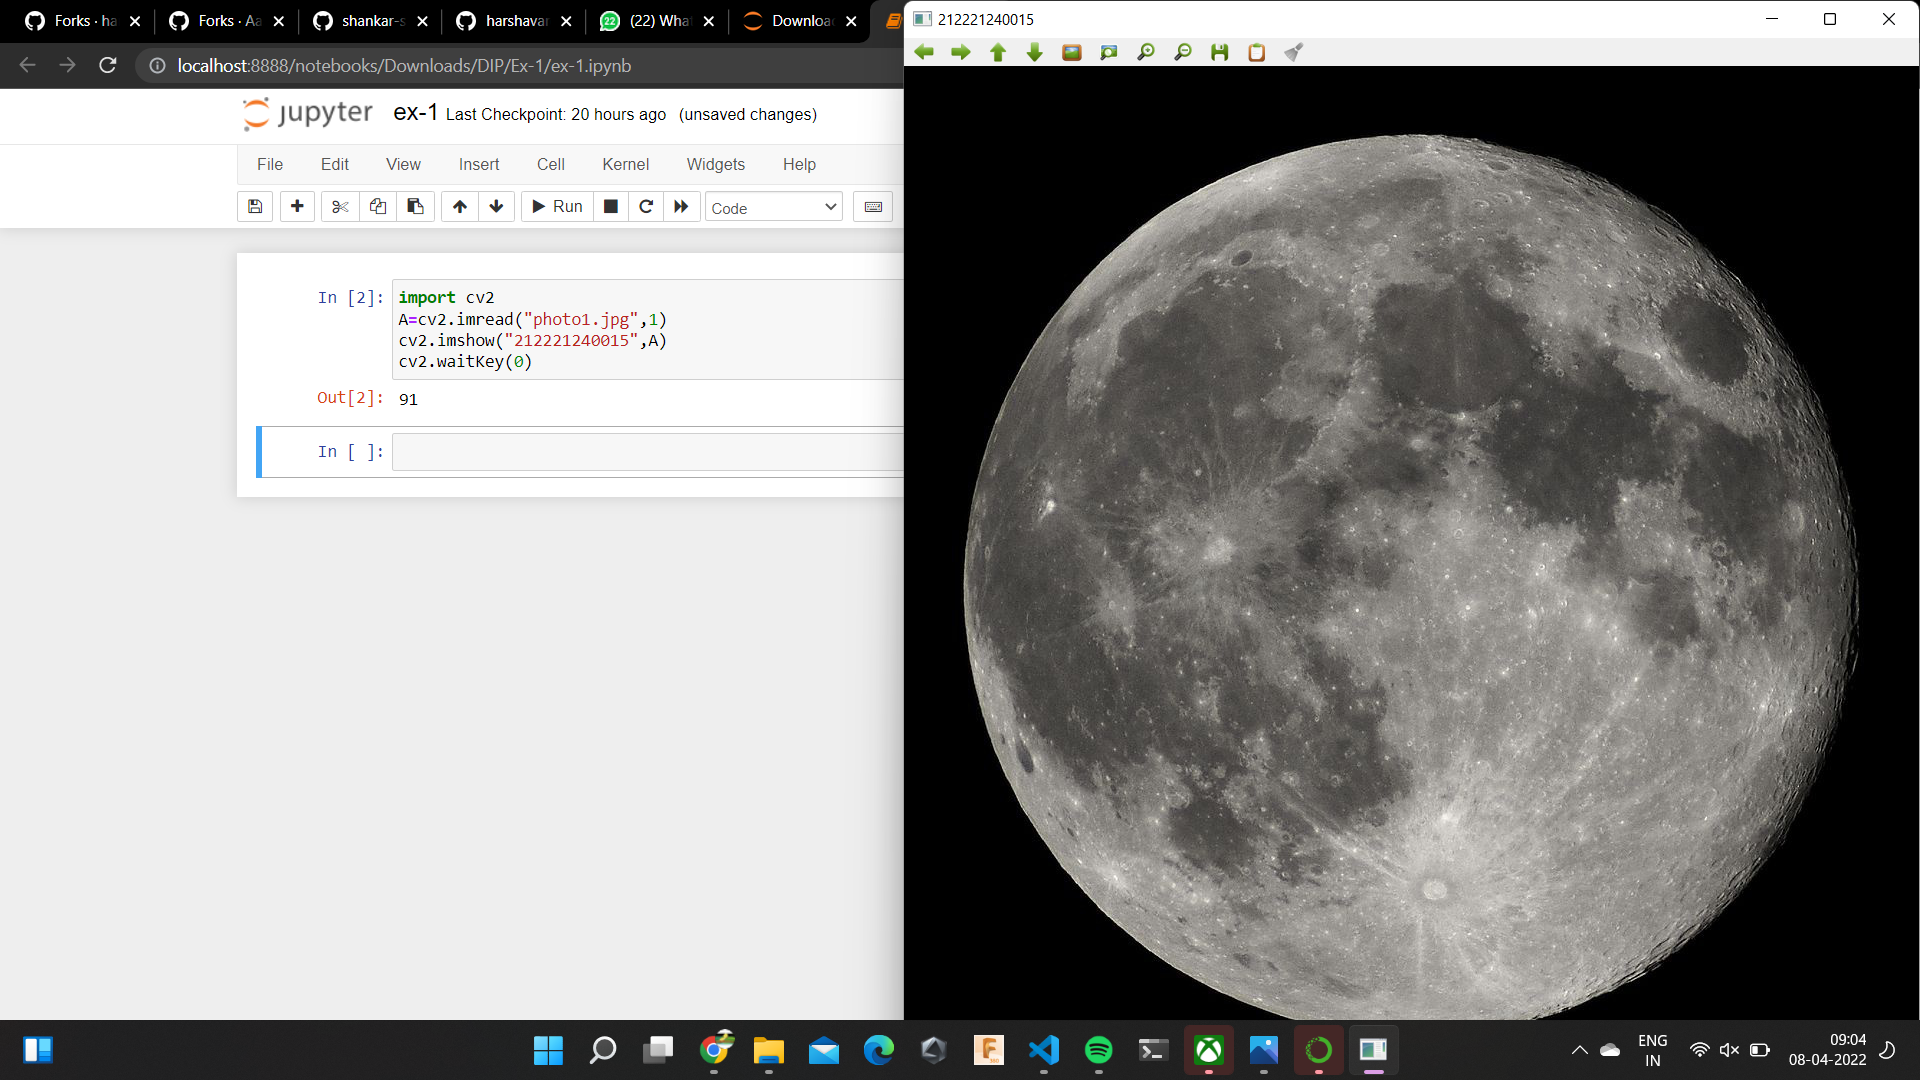 Forks · ha
Forks · Aa
shankar-s
harshavar
(22) What
Downloa
212221240015
localhost:8888/notebooks/Downloads/DIP/Ex-1/ex-1.ipynb
jupyter ex-1 Last Checkpoint: 20 hours ago (unsaved changes)
File Edit View Insert Cell Kernel Widgets Help
Run Code
In [2]: import cv2
A=cv2.imread("photo1.jpg",1)
cv2.imshow("212221240015",A)
cv2.waitKey(0)
Out[2]: 91
In [ ]:
ENG
IN
09:04
08-04-2022